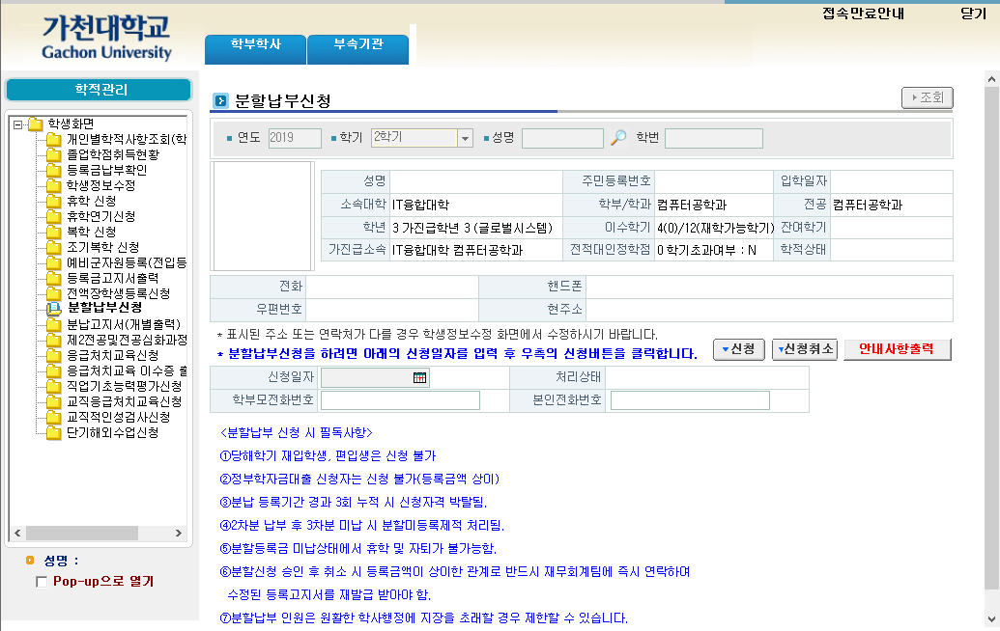 접속만료안내 닫기
가천대학교
Gachon University
학부학사 부속기관
학적관리
학생화면
개인별학적사항조회(학
졸업학점취득현황
등록금납부확인
학생정보수정
휴학 신청
휴학연기신청
복학 신청
조기복학 신청
예비군자원등록(전입등
등록금고지서출력
전액장학생등록신청
분할납부신청
분납고지서(개별출력)
제2전공및전공심화과정
응급처치교육신청
응급처치교육 이수증 출
직업기초능력평가신청
교직응급처치교육신청
교직적인성검사신청
단기해외수업신청
성명 :
Pop-up으로 열기
분할납부신청
조회
연도 2019 학기 2학기 성명 학번
성명 주민등록번호 입학일자
소속대학 IT융합대학 학부/학과 컴퓨터공학과 전공 컴퓨터공학과
학년 3 가진급학년 3 (글로벌시스템) 이수학기 4(0)/12(재학가능학기) 잔여학기
가진급소속 IT융합대학 컴퓨터공학과 전적대인정학점 0 학기초과여부 : N 학적상태
전화 핸드폰
우편번호 현주소
* 표시된 주소 또는 연락처가 다를 경우 학생정보수정 화면에서 수정하시기 바랍니다.
* 분할납부신청을 하려면 아래의 신청일자를 입력 후 우측의 신청버튼을 클릭합니다.
신청 신청취소 안내사항출력
신청일자 처리상태
학부모전화번호 본인전화번호
<분할납부 신청 시 필독사항>
①당해학기 재입학생, 편입생은 신청 불가
②정부학자금대출 신청자는 신청 불가(등록금액 상이)
③분납 등록기간 경과 3회 누적 시 신청자격 박탈됨.
④2차분 납부 후 3차분 미납 시 분할미등록제적 처리됨.
⑤분할등록금 미납상태에서 휴학 및 자퇴가 불가능함.
⑥분할신청 승인 후 취소 시 등록금액이 상이한 관계로 반드시 재무회계팀에 즉시 연락하여
수정된 등록고지서를 재발급 받아야 함.
⑦분할납부 인원은 원활한 학사행정에 지장을 초래할 경우 제한할 수 있습니다.